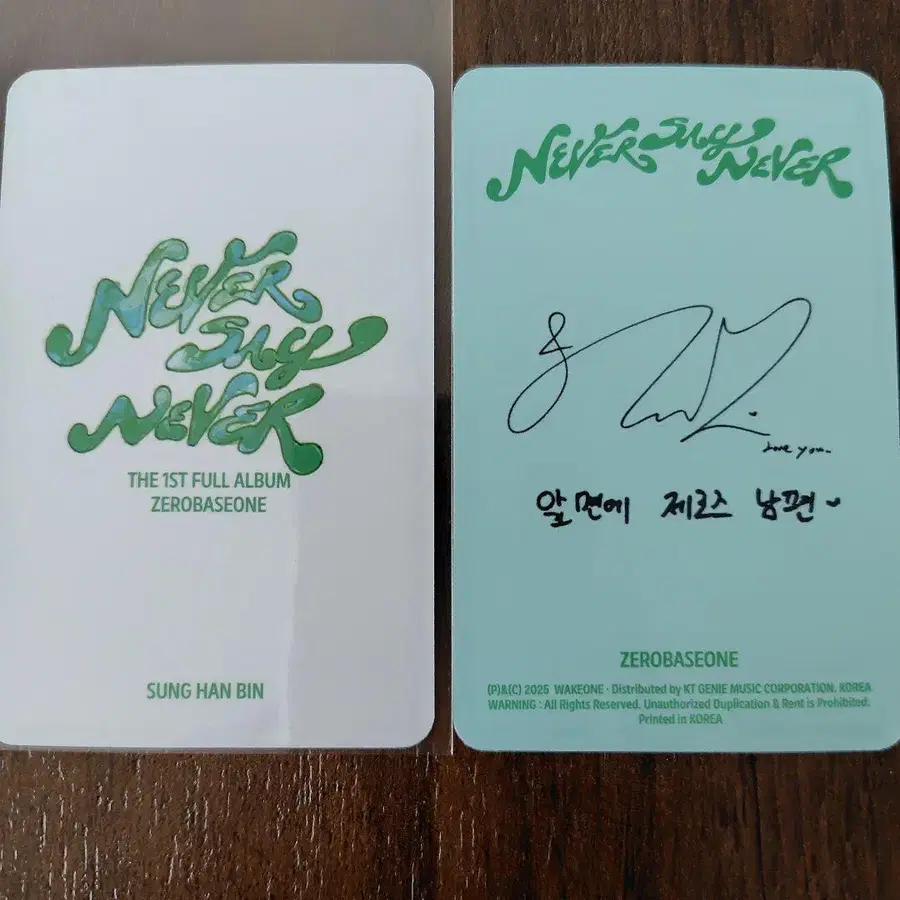 NEVER
Say
NEVER
THE 1ST FULL ALBUM
ZEROBASEONE
SUNG HAN BIN
NEVER Say NEVER
Love you.
앞면에 제로즈 남편
ZEROBASEONE
(P)&(C) 2025 WAKEONE · Distributed by KT GENIE MUSIC CORPORATION. KOREA
WARNING : All Rights Reserved. Unauthorized Duplication & Rent is Prohibited.
Printed in KOREA